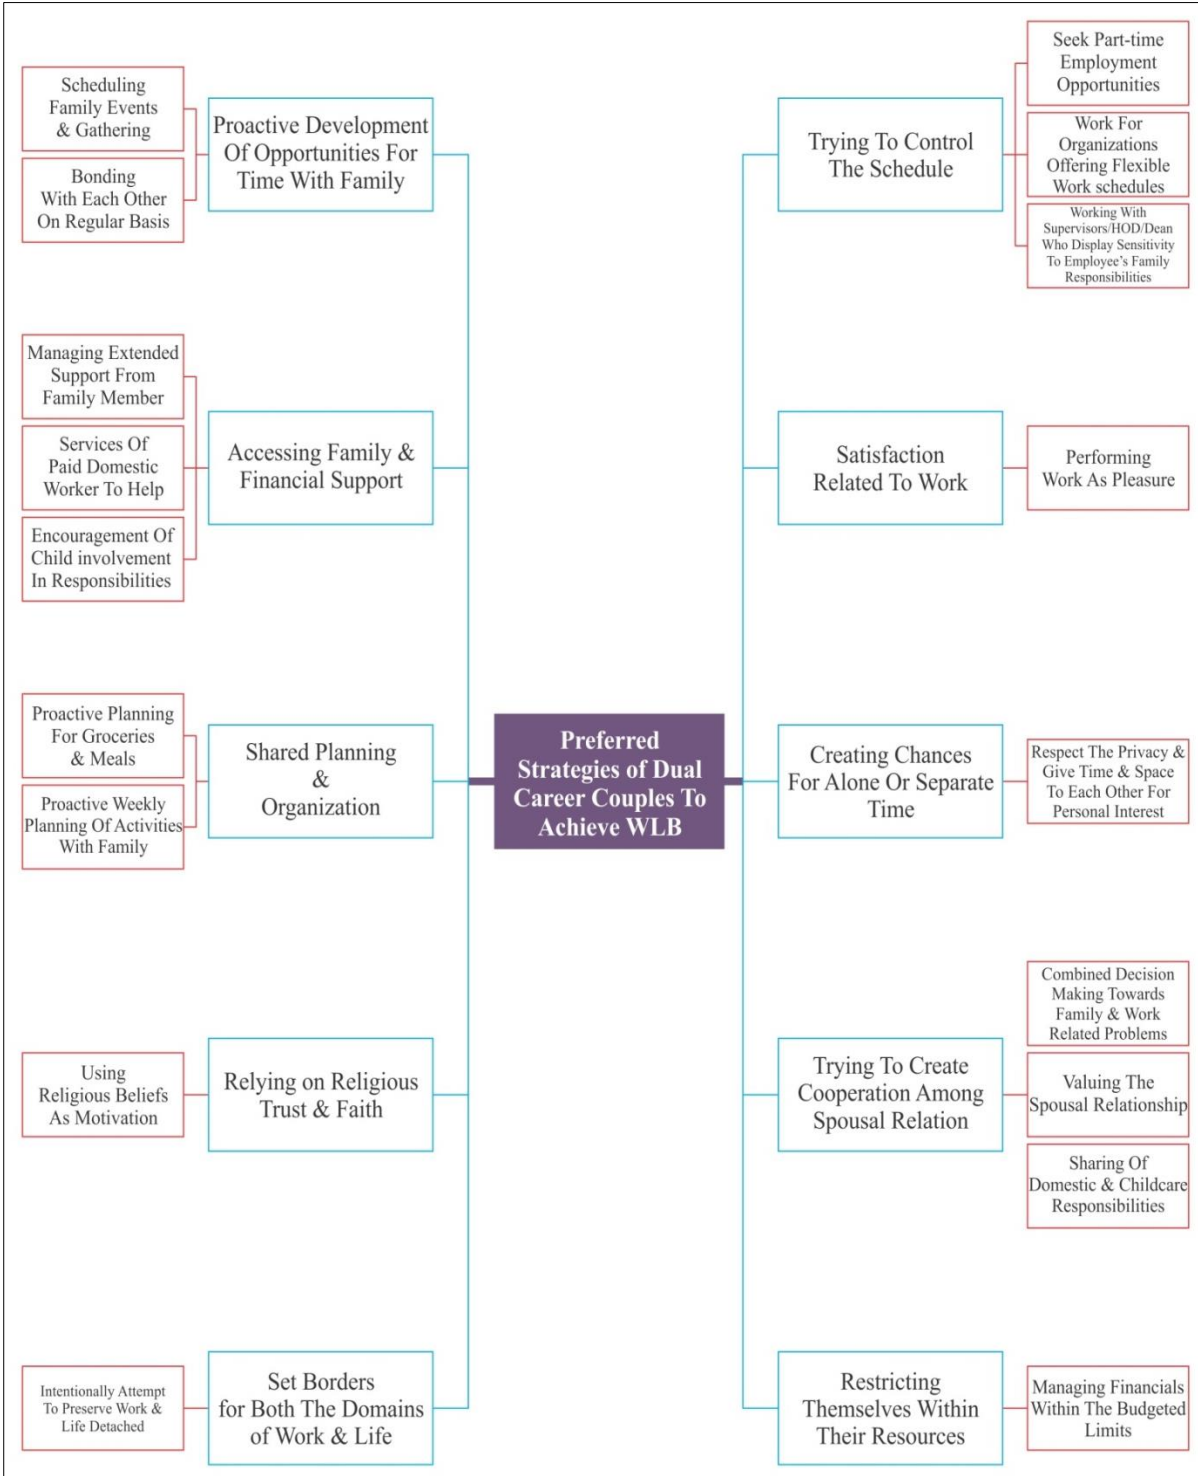 Scheduling
Family Events
& Gathering
Bonding
With Each Other
On Regular Basis
Proactive Development
Of Opportunities For
Time With Family
Managing Extended
Support From
Family Member
Services Of
Paid Domestic
Worker To Help
Encouragement Of
Child involvement
In Responsibilities
Accessing Family &
Financial Support
Proactive Planning
For Groceries
& Meals
Proactive Weekly
Planning Of Activities
With Family
Shared Planning
&
Organization
Using
Religious Beliefs
As Motivation
Relying on Religious
Trust & Faith
Intentionally Attempt
To Preserve Work &
Life Detached
Set Borders
for Both The Domains
of Work & Life
Preferred
Strategies of Dual
Career Couples To
Achieve WLB
Trying To Control
The Schedule
Seek Part-time
Employment
Opportunities
Work For
Organizations
Offering Flexible
Work schedules
Working With
Supervisors/HOD/Dean
Who Display Sensitivity
To Employee's Family
Responsibilities
Satisfaction
Related To Work
Performing
Work As Pleasure
Creating Chances
For Alone Or Separate
Time
Respect The Privacy &
Give Time & Space
To Each Other For
Personal Interest
Trying To Create
Cooperation Among
Spousal Relation
Combined Decision
Making Towards
Family & Work
Related Problems
Valuing The
Spousal Relationship
Sharing Of
Domestic & Childcare
Responsibilities
Restricting
Themselves Within
Their Resources
Managing Financials
Within The Budgeted
Limits